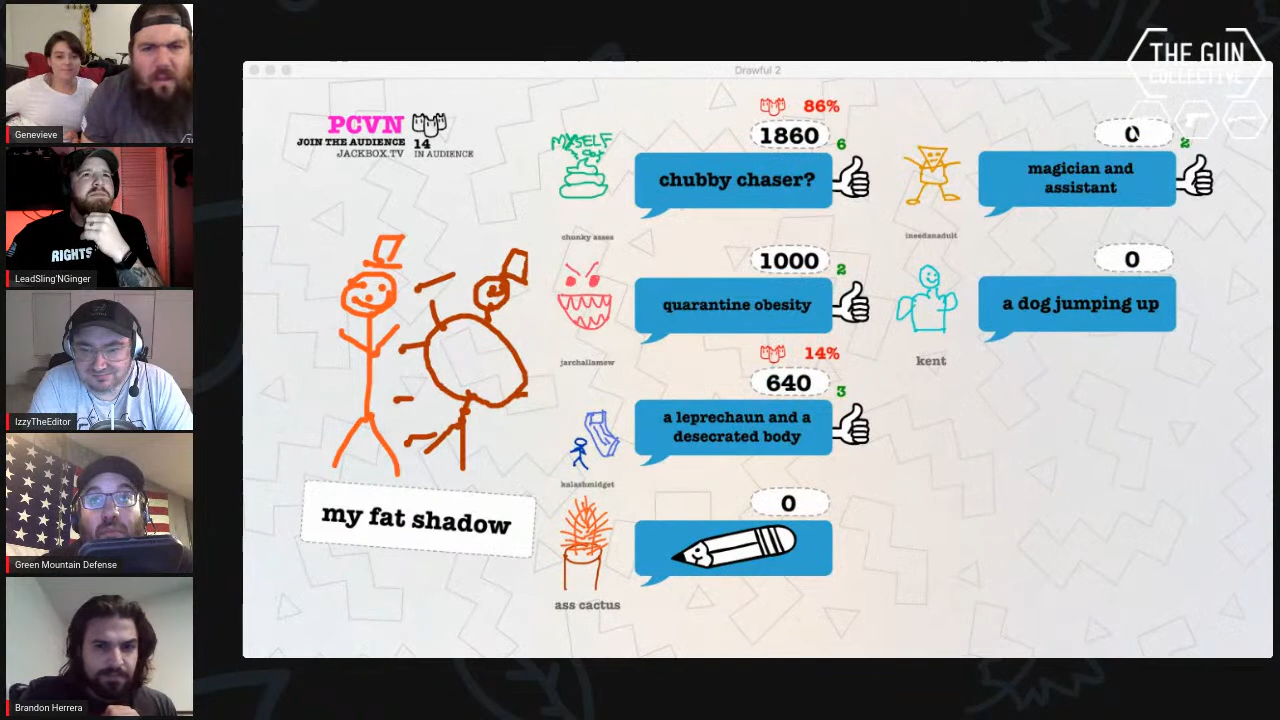 Genevieve
LeadSling'NGinger
RIGHTS
IzzyTheEditor
Green Mountain Defense
Brandon Herrera
THE GUN
COLLECTIVE
Drawful 2
PCVN
JOIN THE AUDIENCE
JACKBOX.TV
14
IN AUDIENCE
my fat shadow
MYSELF
chunky asses
86%
1860
6
chubby chaser?
jarchalismew
1000
2
quarantine obesity
kalashmidget
14%
640
3
a leprechaun and a
desecrated body
ass cactus
0
ineedanadult
0
2
magician and
assistant
kent
0
a dog jumping up